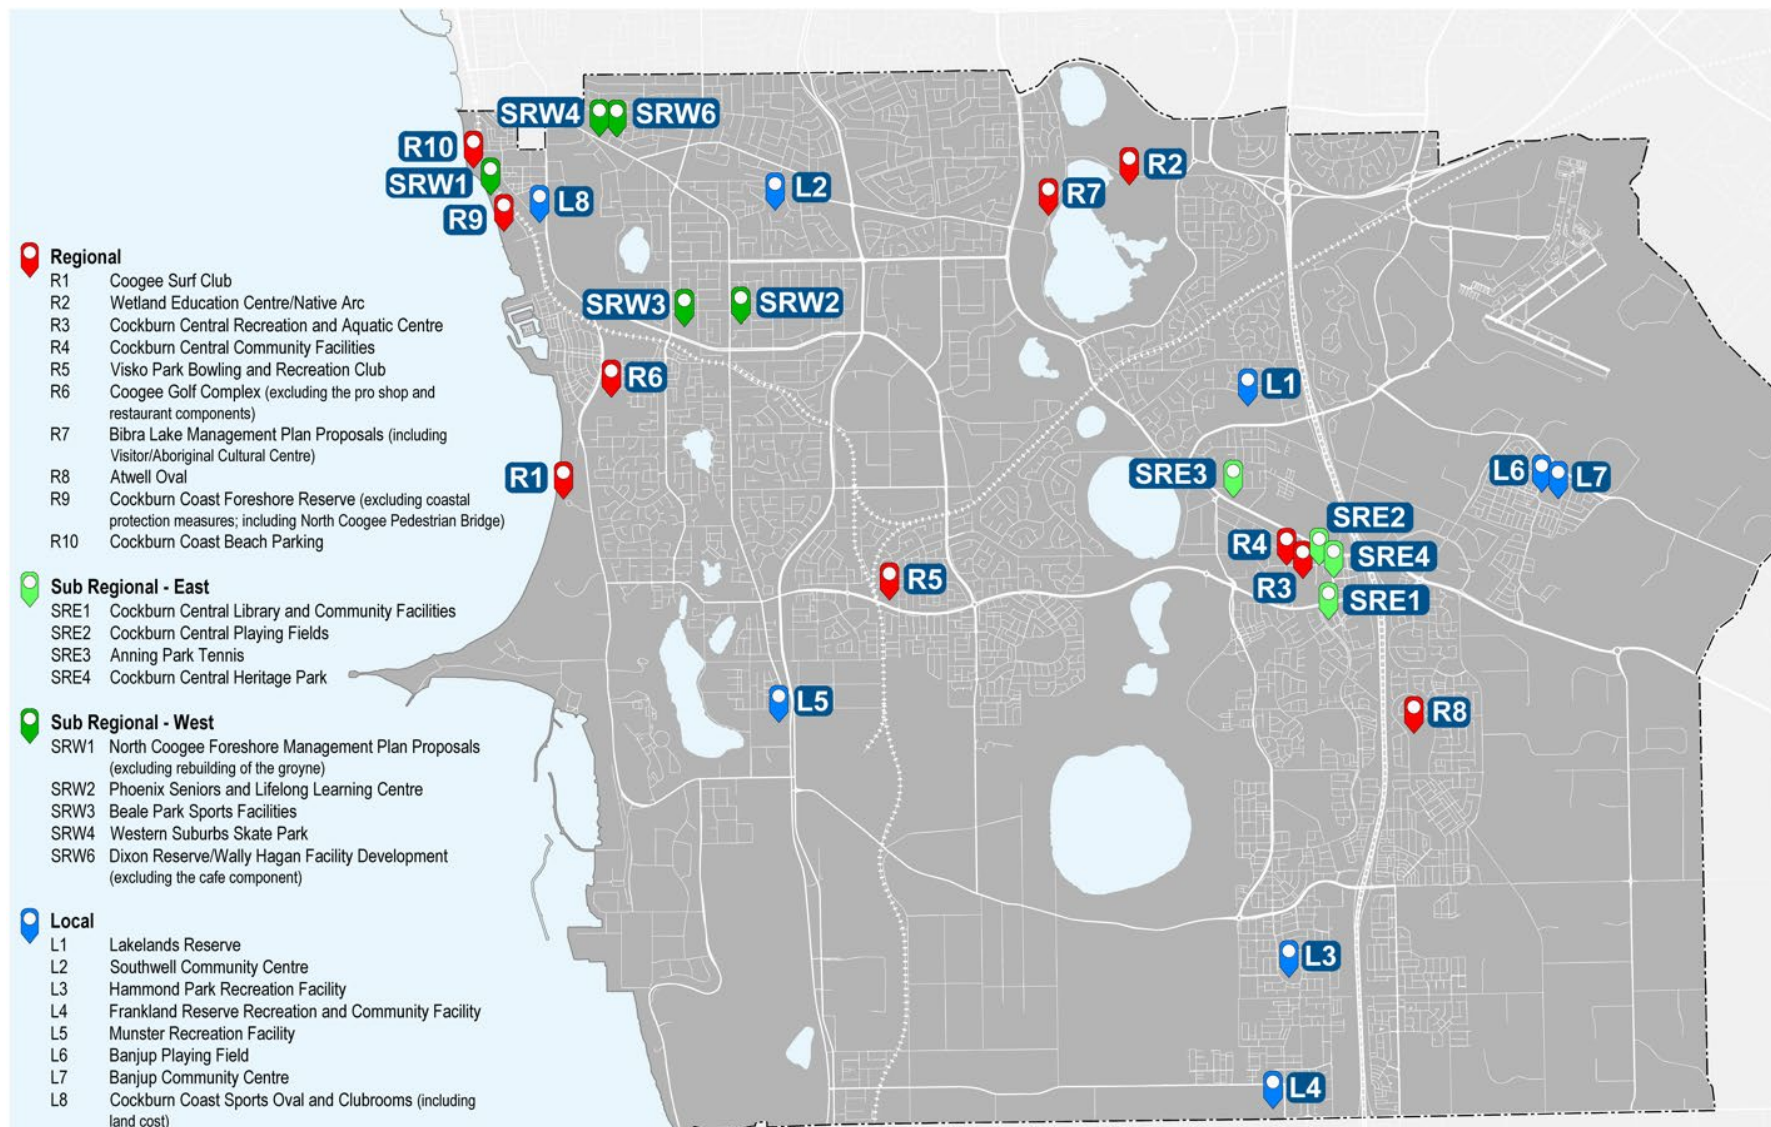 SRW4
SRW6
R10
SRW1
R9
L8
L2
R7
R2
SRW3
SRW2
R6
L1
R1
SRE3
L6
L7
SRE2
R4
SRE4
R3
SRE1
R5
L5
R8
L3
L4
Regional
R1 Coogee Surf Club
R2 Wetland Education Centre/Native Arc
R3 Cockburn Central Recreation and Aquatic Centre
R4 Cockburn Central Community Facilities
R5 Visko Park Bowling and Recreation Club
R6 Coogee Golf Complex (excluding the pro shop and
restaurant components)
R7 Bibra Lake Management Plan Proposals (including
Visitor/Aboriginal Cultural Centre)
R8 Atwell Oval
R9 Cockburn Coast Foreshore Reserve (excluding coastal
protection measures; including North Coogee Pedestrian Bridge)
R10 Cockburn Coast Beach Parking
Sub Regional - East
SRE1 Cockburn Central Library and Community Facilities
SRE2 Cockburn Central Playing Fields
SRE3 Anning Park Tennis
SRE4 Cockburn Central Heritage Park
Sub Regional - West
SRW1 North Coogee Foreshore Management Plan Proposals
(excluding rebuilding of the groyne)
SRW2 Phoenix Seniors and Lifelong Learning Centre
SRW3 Beale Park Sports Facilities
SRW4 Western Suburbs Skate Park
SRW6 Dixon Reserve/Wally Hagan Facility Development
(excluding the cafe component)
Local
L1 Lakelands Reserve
L2 Southwell Community Centre
L3 Hammond Park Recreation Facility
L4 Frankland Reserve Recreation and Community Facility
L5 Munster Recreation Facility
L6 Banjup Playing Field
L7 Banjup Community Centre
L8 Cockburn Coast Sports Oval and Clubrooms (including
land cost)